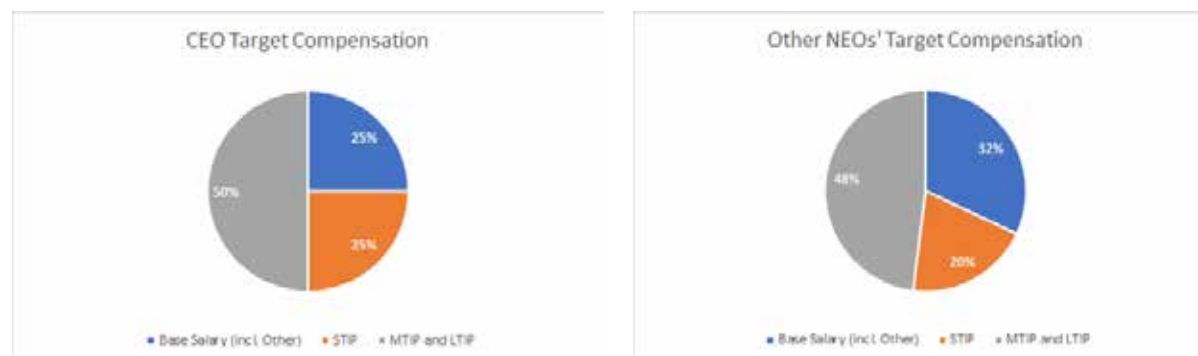 CEO Target Compensation
25%
50%
25%
Base Salary (incl. Other) STIP MTIP and LTIP
Other NEOs' Target Compensation
32%
48%
20%
Base Salary (incl. Other) STIP MTIP and LTIP